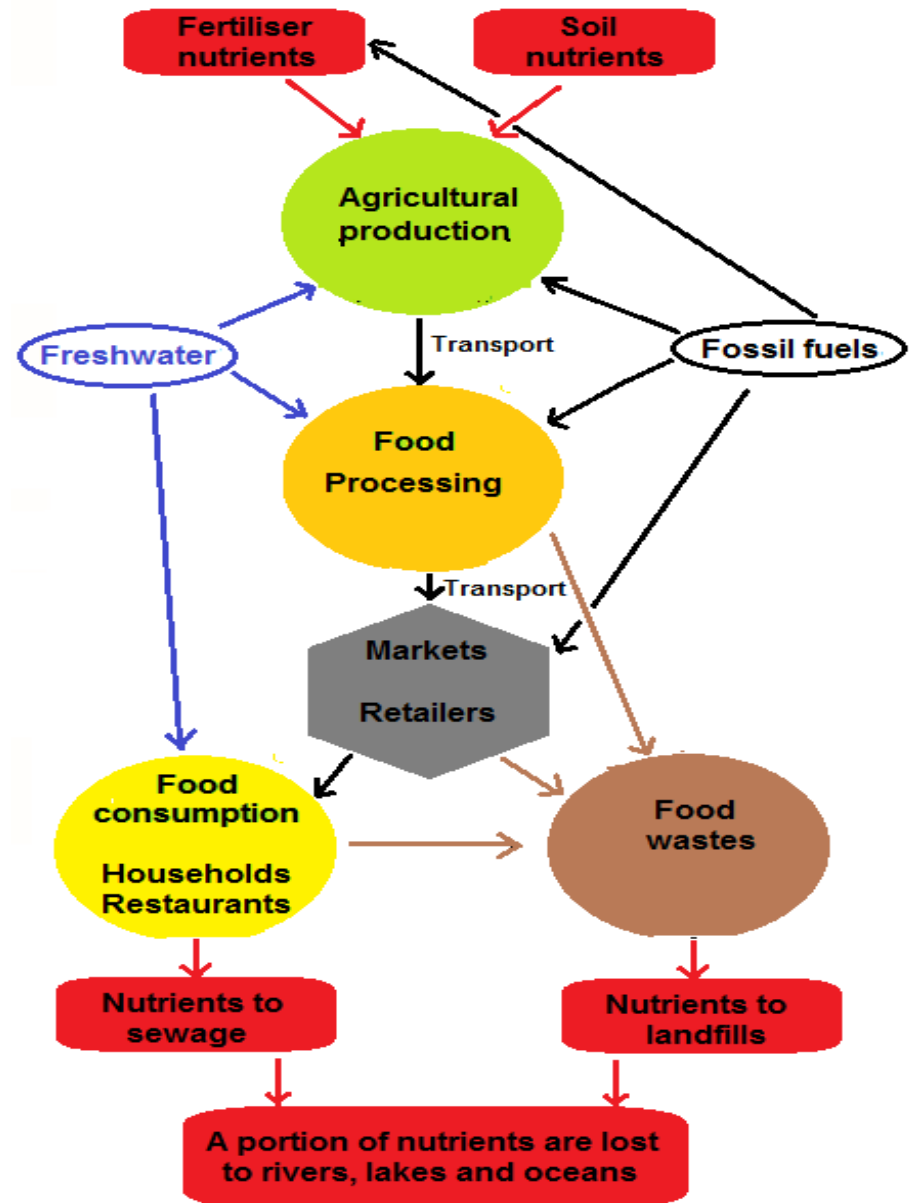 Fertiliser
nutrients
Soil
nutrients
Agricultural
production
Freshwater
Transport
Fossil fuels
Food
Processing
Transport
Markets
Retailers
Food
consumption
Households
Restaurants
Food
wastes
Nutrients to
sewage
Nutrients to
landfills
A portion of nutrients are lost
to rivers, lakes and oceans